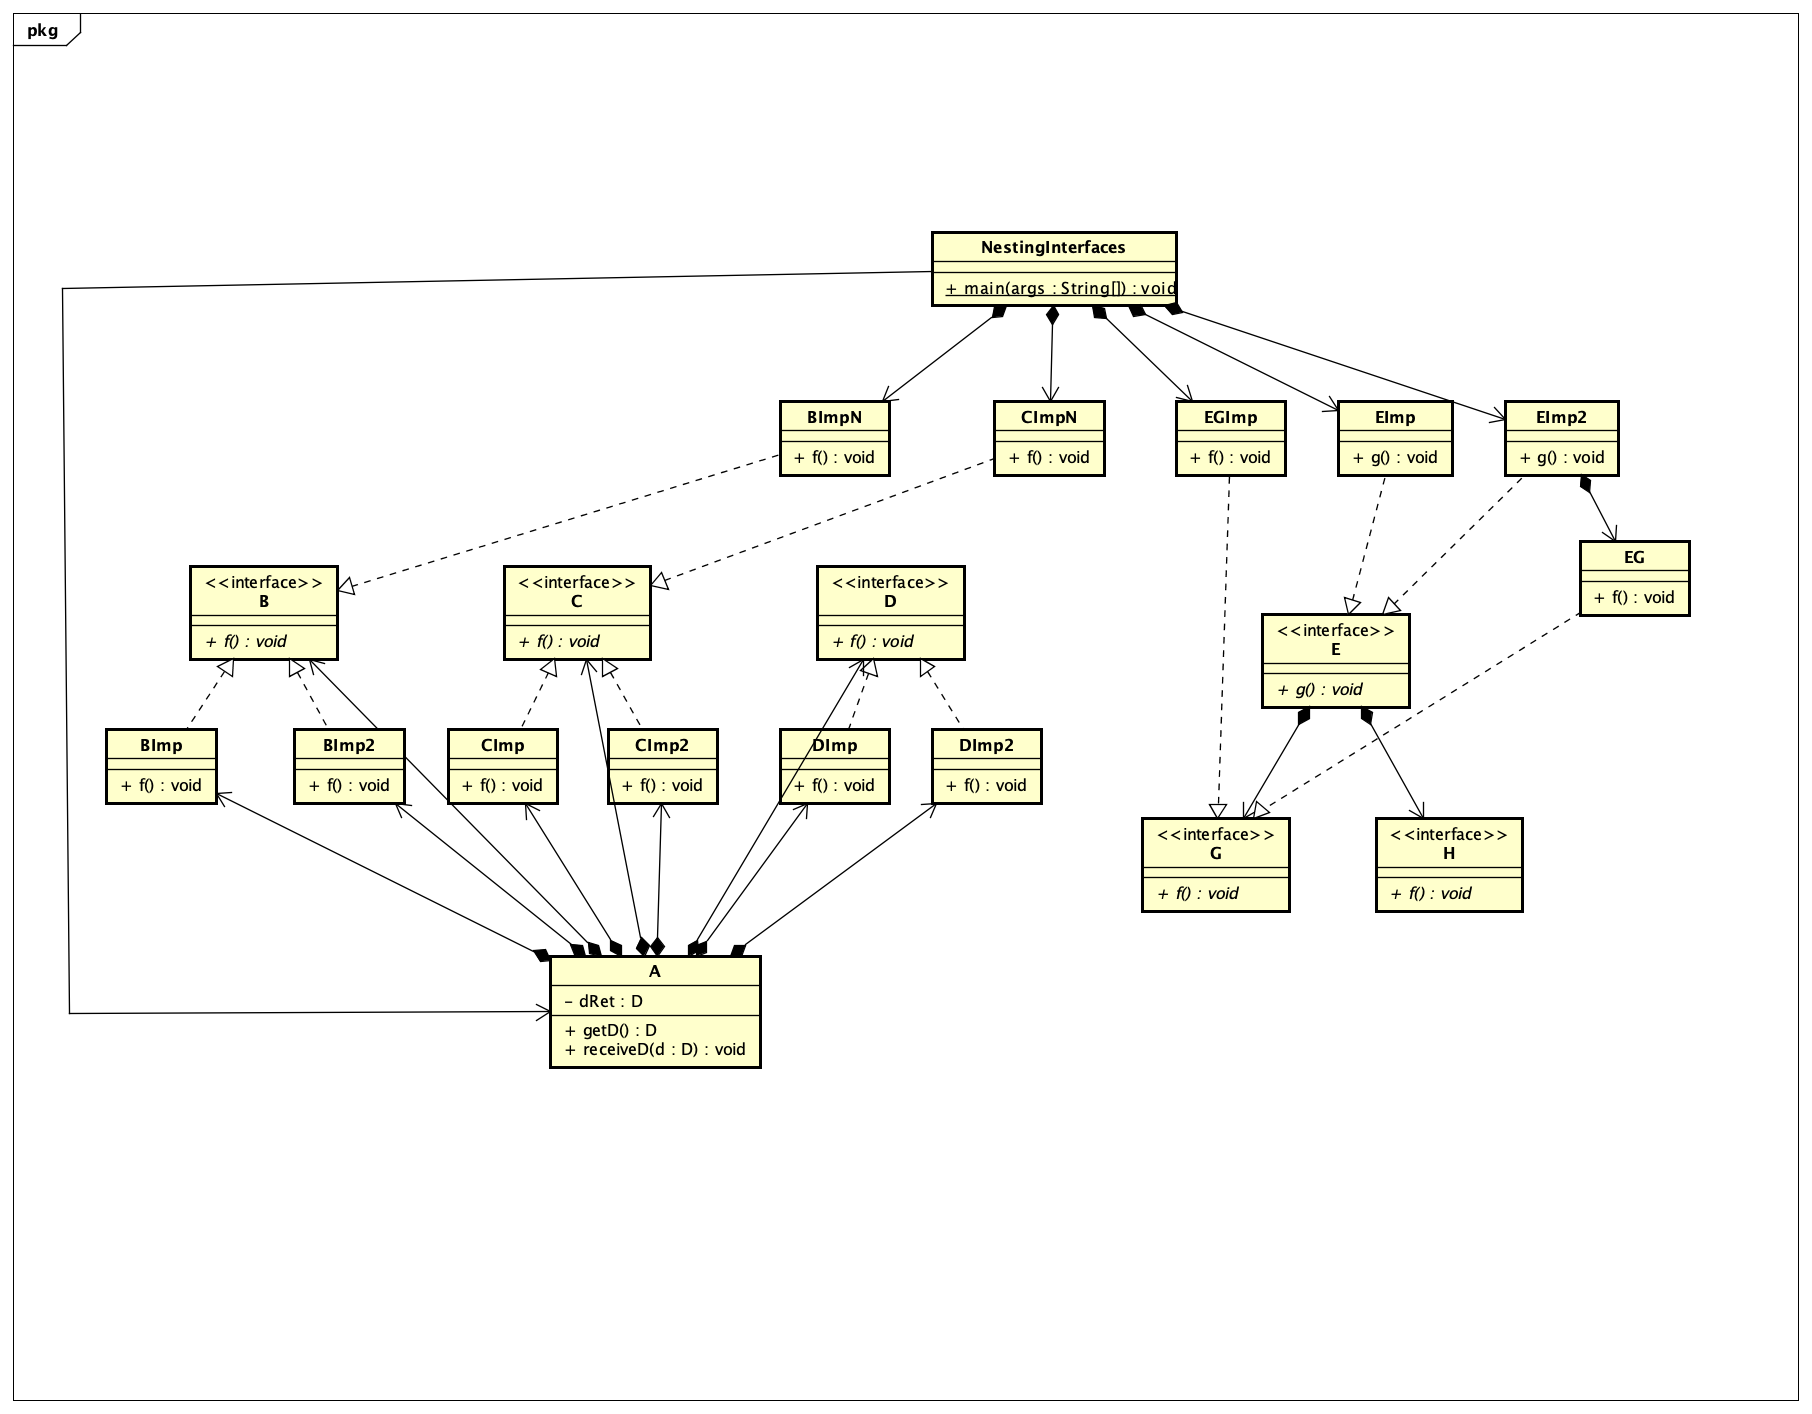 pkg
NestingInterfaces
+ main(args : String[]) : void
BImpN
+ f() : void
CImpN
+ f() : void
EGImp
+ f() : void
EImp
+ g() : void
EImp2
+ g() : void
EG
+ f() : void
<<interface>>
B
+ f() : void
<<interface>>
C
+ f() : void
<<interface>>
D
+ f() : void
<<interface>>
E
+ g() : void
BImp
+ f() : void
BImp2
+ f() : void
CImp
+ f() : void
CImp2
+ f() : void
DImp
+ f() : void
DImp2
+ f() : void
<<interface>>
G
+ f() : void
<<interface>>
H
+ f() : void
A
- dRet : D
+ getD() : D
+ receiveD(d : D) : void